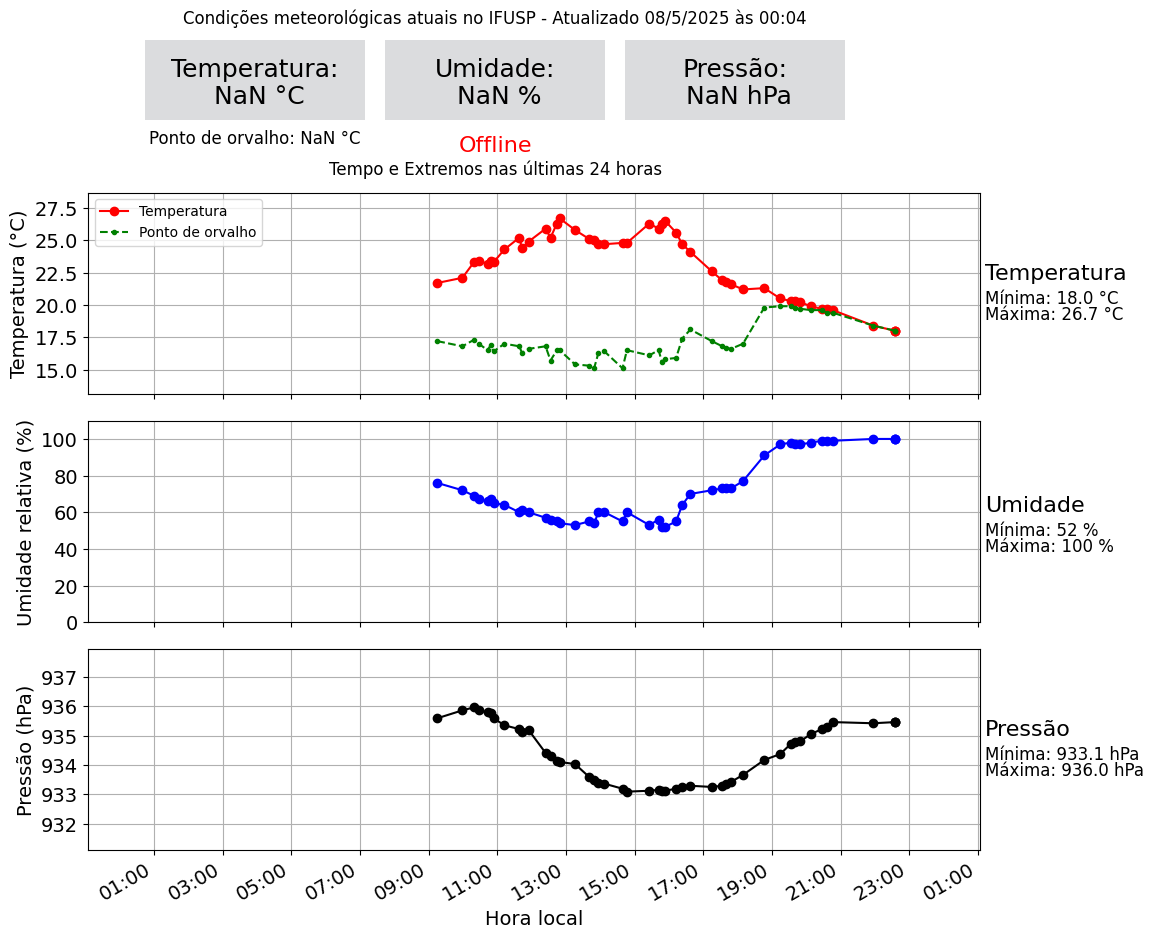 Condições meteorológicas atuais no IFUSP - Atualizado 08/5/2025 às 00:04
Temperatura:
NaN °C
Umidade:
NaN %
Pressão:
NaN hPa
Ponto de orvalho: NaN °C
Offline
Tempo e Extremos nas últimas 24 horas
Temperatura (°C)
27.5
25.0
22.5
20.0
17.5
15.0
Temperatura
Ponto de orvalho
Temperatura
Mínima: 18.0 °C
Máxima: 26.7 °C
Umidade relativa (%)
100
80
60
40
20
0
Umidade
Mínima: 52 %
Máxima: 100 %
Pressão (hPa)
937
936
935
934
933
932
Pressão
Mínima: 933.1 hPa
Máxima: 936.0 hPa
01:00 03:00 05:00 07:00 09:00 11:00 13:00 15:00 17:00 19:00 21:00 23:00 01:00
Hora local